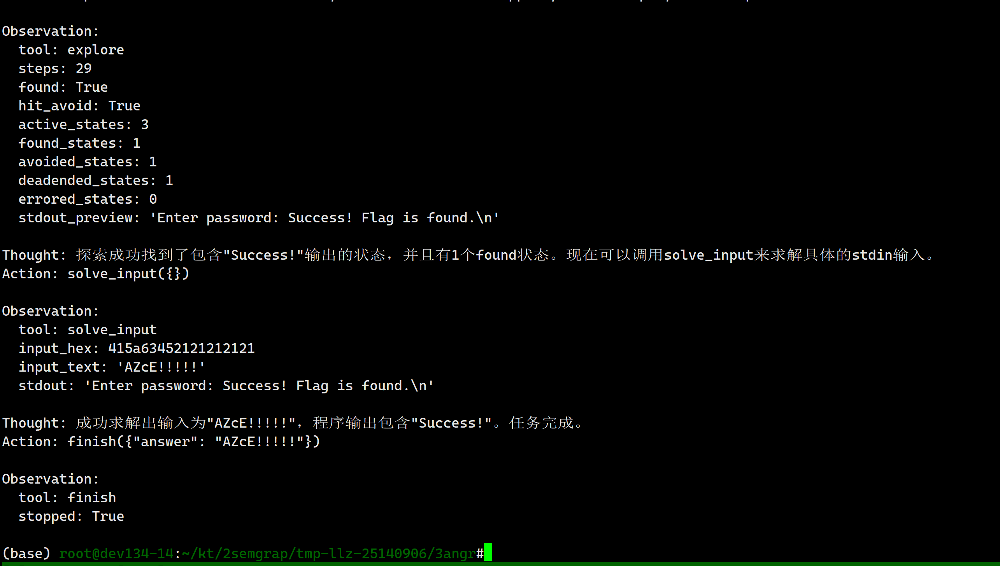 Observation:
  tool: explore
  steps: 29
  found: True
  hit_avoid: True
  active_states: 3
  found_states: 1
  avoided_states: 1
  deadended_states: 1
  errored_states: 0
  stdout_preview: 'Enter password: Success! Flag is found.\n'
Thought: 探索成功找到了包含"Success!"输出的状态，并且有1个found状态。现在可以调用solve_input来求解具体的stdin输入。
Action: solve_input({})
Observation:
  tool: solve_input
  input_hex: 415a63452121212121
  input_text: 'AZcE!!!!!'
  stdout: 'Enter password: Success! Flag is found.\n'
Thought: 成功求解出输入为"AZcE!!!!!"，程序输出包含"Success!"。任务完成。
Action: finish({"answer": "AZcE!!!!!"})
Observation:
  tool: finish
  stopped: True
(base) root@dev134-14:~/kt/2semgrap/tmp-llz-25140906/3angr#